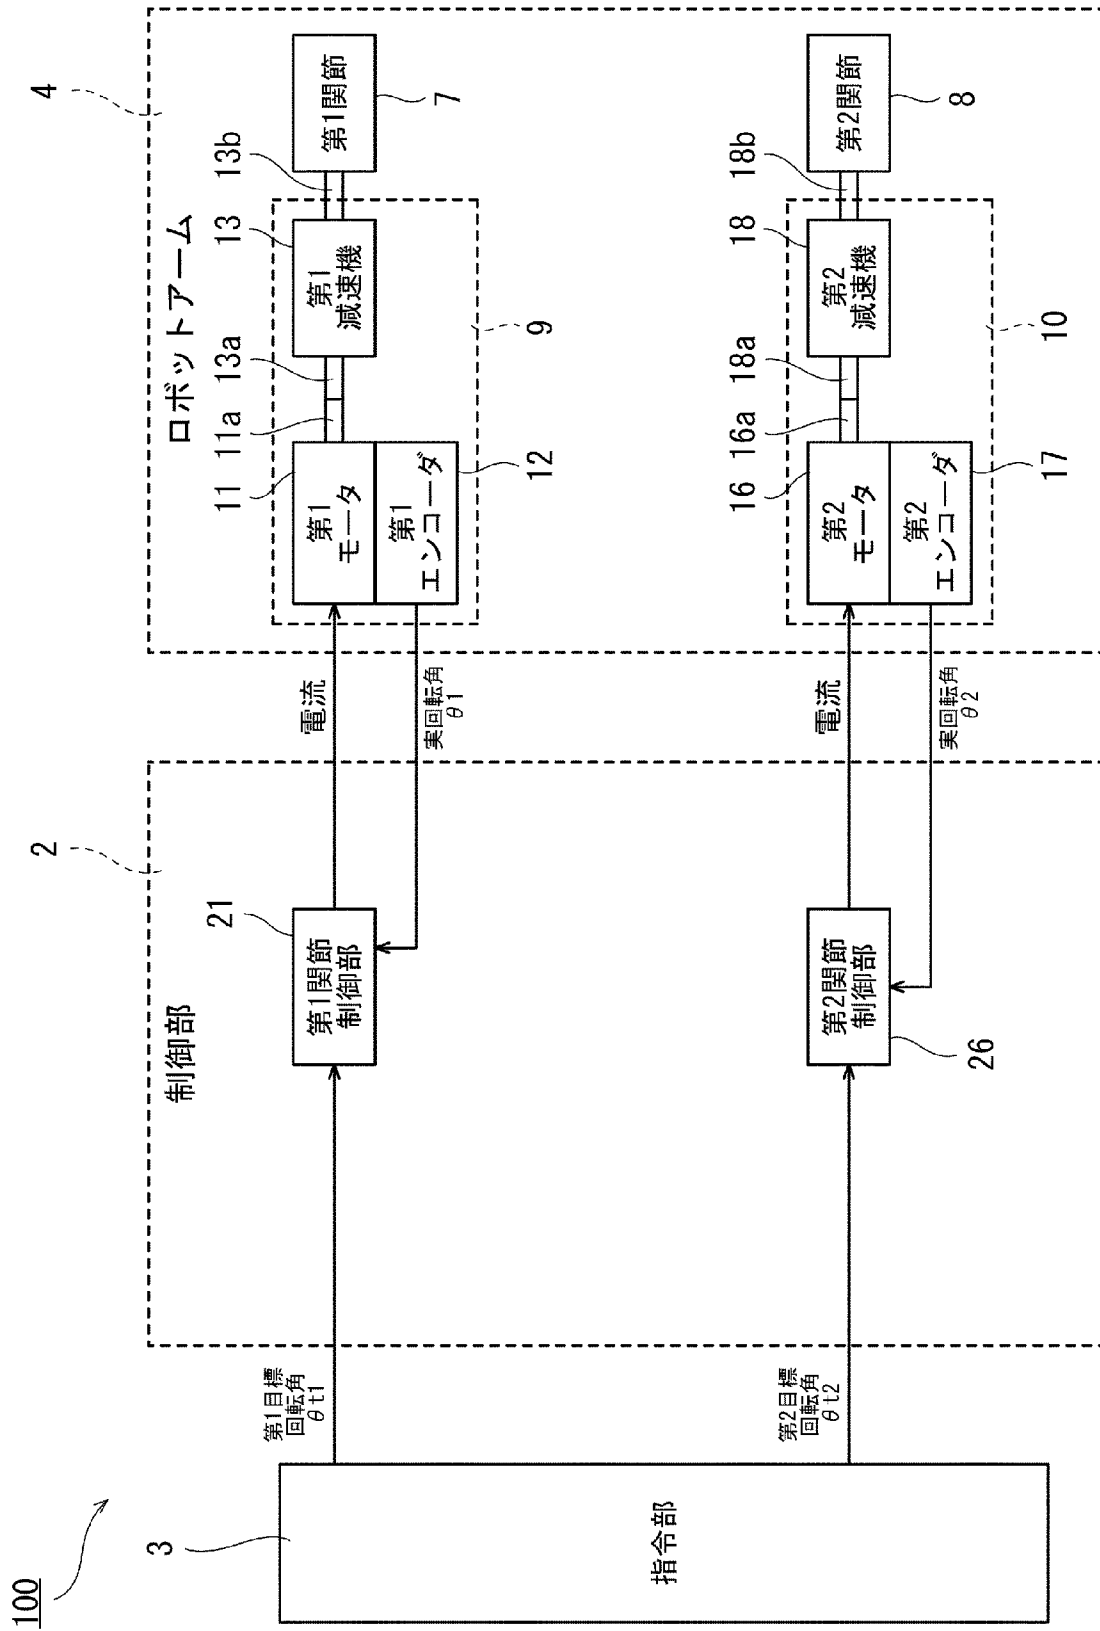 100
3
指令部
第1目標
回転角
θt1
第2目標
回転角
θt2
2
制御部
21
第1関節
制御部
第2関節
制御部
26
電流
実回転角
θ1
電流
実回転角
θ2
4
ロボットアーム
11
11a
13a
13
13b
第1
モータ
第1
エンコーダ
第1
減速機
第1関節
12
9
7
16
16a
18a
18
18b
第2
モータ
第2
エンコーダ
第2
減速機
第2関節
17
10
8